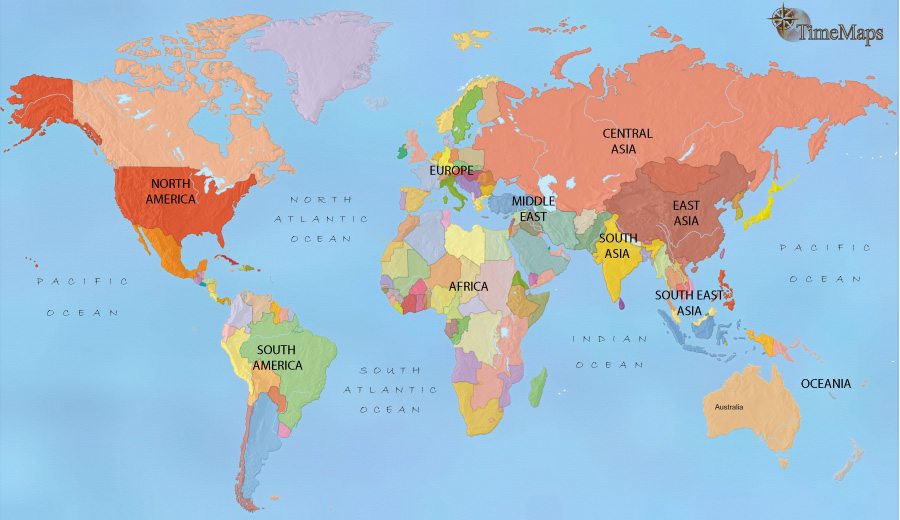 TimeMaps
CENTRAL
ASIA
EUROPE
NORTH
AMERICA
NORTH
ATLANTIC
OCEAN
MIDDLE
EAST
EAST
ASIA
SOUTH
ASIA
PACIFIC
OCEAN
PACIFIC
OCEAN
AFRICA
SOUTH EAST
ASIA
INDIAN
OCEAN
SOUTH
AMERICA
SOUTH
ATLANTIC
OCEAN
OCEANIA
Australia